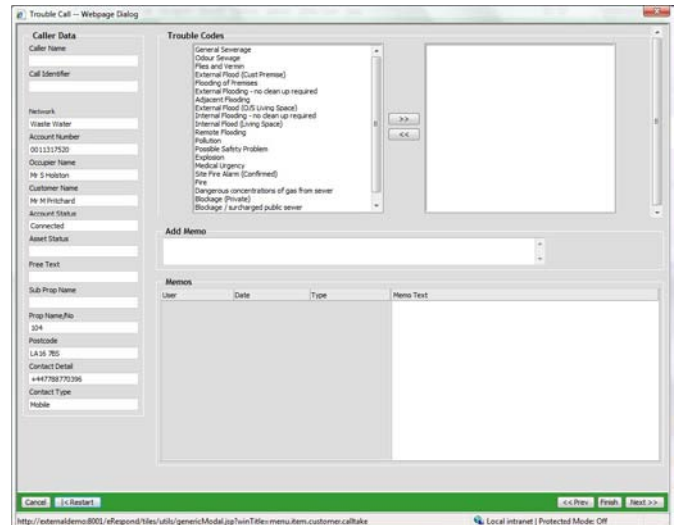 Trouble Call -- Webpage Dialog
Caller Data
Caller Name
Call Identifier
Network
Waste Water
Account Number
0011317520
Occupier Name
Mr S Holston
Customer Name
Mr M Pritchard
Account Status
Connected
Asset Status
Free Text
Sub Prop Name
Prop Name/No
104
Postcode
LA16 7BS
Contact Detail
+447788770396
Contact Type
Mobile
Trouble Codes
General Sewerage
Odour Sewage
Flies and Vermin
External Flood (Cust Premise)
Flooding of Premises
External Flooding - no clean up required
Adjacent Flooding
External Flood (O/S Living Space)
Internal Flooding - no clean up required
Internal Flood (Living Space)
Remote Flooding
Pollution
Possible Safety Problem
Explosion
Medical Urgency
Site Fire Alarm (Confirmed)
Fire
Dangerous concentrations of gas from sewer
Blockage (Private)
Blockage / surcharged public sewer
>>
<<
Add Memo
Memos
User Date Type Memo Text
Cancel |< Restart << Prev Finish Next >>
http://externaldemo:8001/eRespond/tiles/utils/genericModal.jsp?winTitle=menu.item.customer.calltake Local intranet | Protected Mode: Off